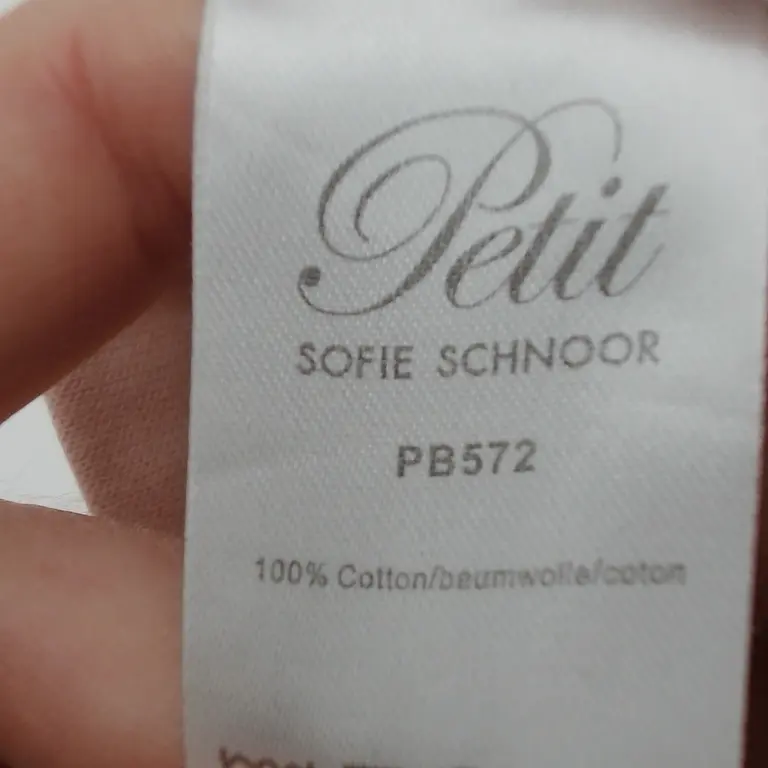 Petit
SOFIE SCHNOOR
PB572
100% Cotton/beumwolle/coton